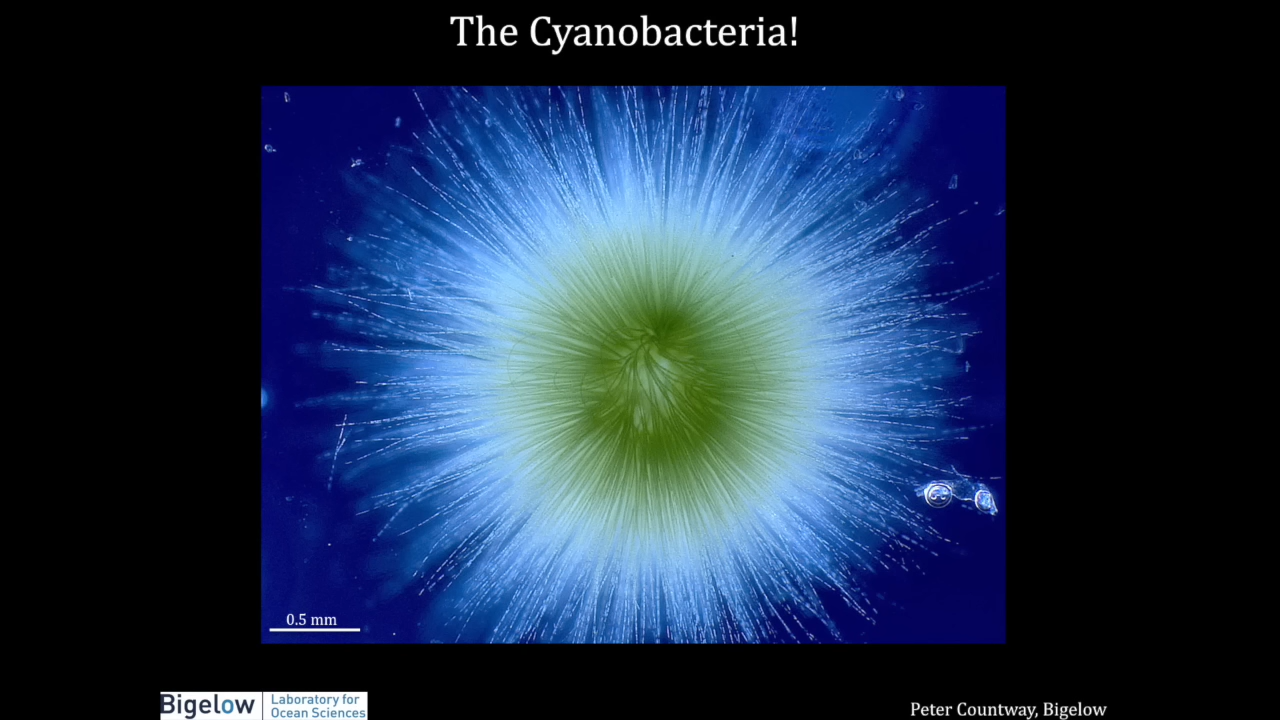 The Cyanobacteria!
0.5 mm
Bigelow
Laboratory for
Ocean Sciences
Peter Countway, Bigelow